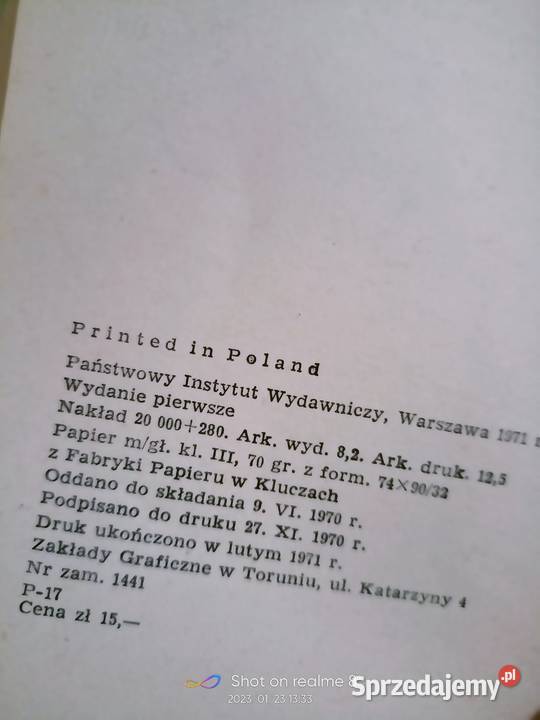 Printed in Poland
Państwowy Instytut Wydawniczy, Warszawa 1971 r.
Wydanie pierwsze
Nakład 20 000+280. Ark. wyd. 8,2. Ark. druk. 12,5
Papier m/gł. kl. III, 70 gr. z form. 74×90/32
z Fabryki Papieru w Kluczach
Oddano do składania 9. VI. 1970 r.
Podpisano do druku 27. XI. 1970 r.
Druk ukończono w lutym 1971 r.
Zakłady Graficzne w Toruniu, ul. Katarzyny 4
Nr zam. 1441
P-17
Cena zł 15,—
Shot on realme 8
2023.01.23 13:33
Sprzedajemy.pl